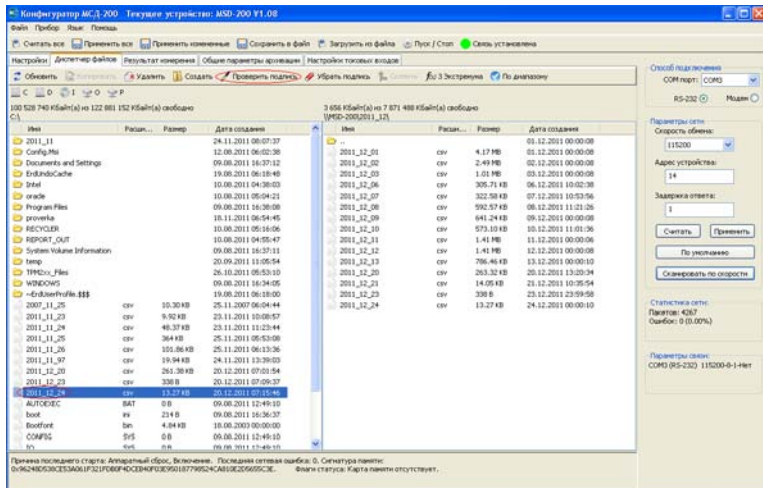 Конфигуратор МСД-200 Текущее устройство: MSD-200 V1.08
Файл Прибор Язык Помощь
Считать все Применить все Применить измененные Сохранить в файл Загрузить из файла Пуск / Стоп Связь установлена
Настройки Диспетчер файлов Результат измерения Общие параметры архивации Настройки токовых входов
Обновить Копировать Удалить Создать Проверить подпись Убрать подпись 3 Экстремума По диапазону
C D I O P
100 528 740 КБайт(а) из 122 881 152 КБайт(а) свободно
C:\
Имя Расши... Размер Дата создания
2011_11 24.11.2011 08:07:37
Config.Msi 12.08.2011 06:02:38
Documents and Settings 09.08.2011 16:37:12
ErdUndoCache 19.08.2011 06:18:48
Intel 10.08.2011 04:38:03
oracle 10.08.2011 05:04:21
Program Files 09.08.2011 16:38:08
proverka 18.11.2011 06:54:45
RECYCLER 10.08.2011 05:16:06
REPORT_OUT 10.08.2011 04:55:47
System Volume Information 09.08.2011 16:37:11
temp 20.09.2011 11:05:54
TPM2xx_Files 26.10.2011 05:53:10
WINDOWS 09.08.2011 16:34:05
~ErdUserProfile.$$$ 19.08.2011 06:18:00
2007_11_25 csv 10.30 KB 25.11.2007 06:04:44
2011_11_23 csv 9.92 KB 23.11.2011 10:08:57
2011_11_24 csv 48.37 KB 23.11.2011 11:23:44
2011_11_25 csv 364 KB 25.11.2011 05:53:08
2011_11_26 csv 101.86 KB 25.11.2011 06:13:36
2011_11_97 csv 19.94 KB 24.11.2011 13:39:03
2011_12_20 csv 261.38 KB 20.12.2011 07:01:54
2011_12_23 csv 338 B 20.12.2011 07:09:37
2011_12_24 csv 13.27 KB 20.12.2011 07:15:46
AUTOEXEC BAT 0 B 09.08.2011 12:49:10
boot ini 214 B 09.08.2011 16:36:37
Bootfont bin 4.84 KB 18.08.2003 00:00:00
CONFIG SYS 0 B 09.08.2011 12:49:10
IO SYS 0 B 09.08.2011 12:49:10
3 656 КБайт(а) из 7 871 488 КБайт(а) свободно
\\MSD-200\2011_12\
Имя Расши... Размер Дата создания
.. 01.12.2011 00:00:08
2011_12_01 csv 4.17 MB 01.12.2011 00:00:08
2011_12_02 csv 2.49 MB 02.12.2011 00:00:08
2011_12_03 csv 1.01 MB 03.12.2011 00:00:08
2011_12_06 csv 305.71 KB 06.12.2011 10:02:38
2011_12_07 csv 322.58 KB 07.12.2011 10:53:56
2011_12_08 csv 592.57 KB 08.12.2011 11:21:26
2011_12_09 csv 641.24 KB 09.12.2011 00:00:08
2011_12_10 csv 573.10 KB 10.12.2011 11:01:36
2011_12_11 csv 1.41 MB 11.12.2011 00:00:06
2011_12_12 csv 1.41 MB 12.12.2011 00:00:08
2011_12_13 csv 786.46 KB 13.12.2011 00:00:10
2011_12_20 csv 263.32 KB 20.12.2011 13:20:34
2011_12_21 csv 14.05 KB 21.12.2011 10:35:54
2011_12_23 csv 338 B 23.12.2011 23:59:58
2011_12_24 csv 13.27 KB 24.12.2011 00:00:10
Способ подключения
COM порт: COM3
RS-232 Модем
Параметры сети
Скорость обмена:
115200
Адрес устройства:
14
Задержка ответа:
1
Считать Применить
По умолчанию
Сканировать по скорости
Статистика сети:
Пакетов: 4267
Ошибок: 0 (0.00%)
Параметры связи:
COM3 (RS-232) 115200-8-1-Нет
Причина последнего старта: Аппаратный сброс, Включение. Последняя сетевая ошибка: 0. Сигнатура памяти:
Флаги статуса: Карта памяти отсутствует.